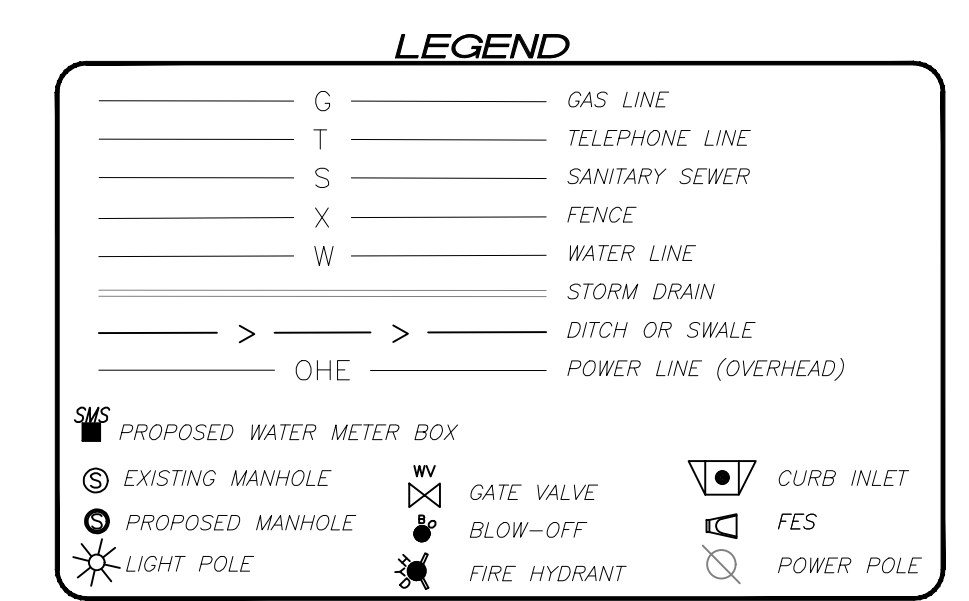 LEGEND
G GAS LINE
T TELEPHONE LINE
S SANITARY SEWER
X FENCE
W WATER LINE
STORM DRAIN
> > DITCH OR SWALE
OHE POWER LINE (OVERHEAD)
SMS
PROPOSED WATER METER BOX
S EXISTING MANHOLE
S PROPOSED MANHOLE
LIGHT POLE
WV
GATE VALVE
BO
BLOW-OFF
HYD
FIRE HYDRANT
CURB INLET
FES
POWER POLE